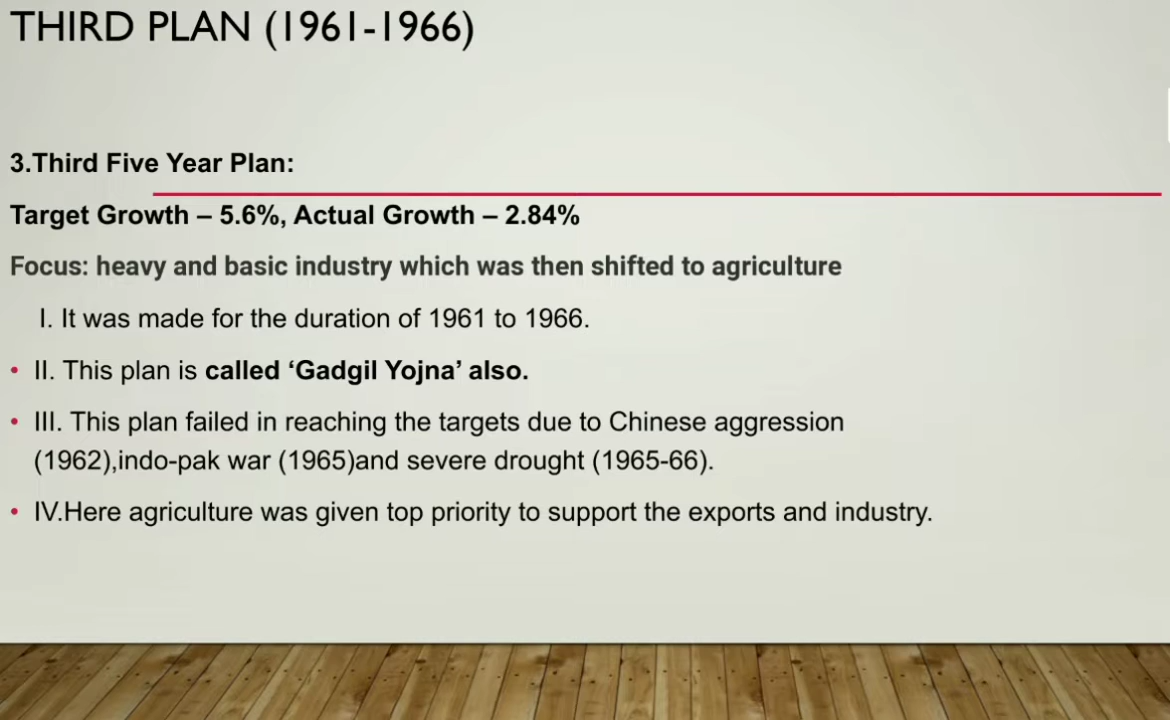 THIRD PLAN (1961-1966)
3.Third Five Year Plan:
Target Growth – 5.6%, Actual Growth – 2.84%
Focus: heavy and basic industry which was then shifted to agriculture
I. It was made for the duration of 1961 to 1966.
• II. This plan is called ‘Gadgil Yojna’ also.
• III. This plan failed in reaching the targets due to Chinese aggression
(1962),indo-pak war (1965)and severe drought (1965-66).
• IV.Here agriculture was given top priority to support the exports and industry.